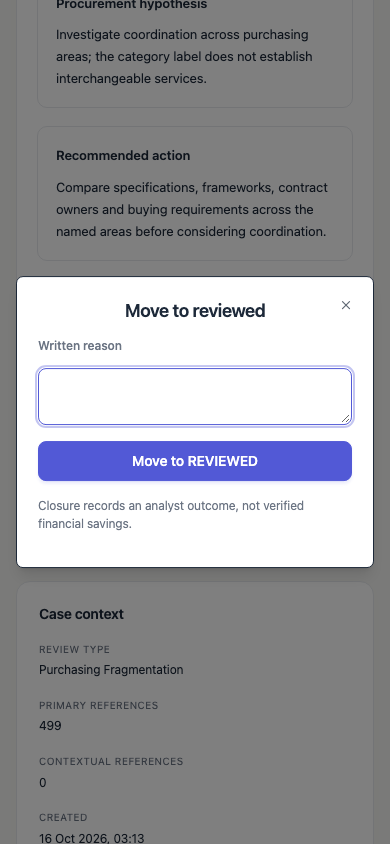 Procurement hypothesis
Investigate coordination across purchasing
areas; the category label does not establish
interchangeable services.
Recommended action
Compare specifications, frameworks, contract
owners and buying requirements across the
named areas before considering coordination.
Move to reviewed
Written reason
Move to REVIEWED
Closure records an analyst outcome, not verified
financial savings.
Case context
REVIEW TYPE
Purchasing Fragmentation
PRIMARY REFERENCES
499
CONTEXTUAL REFERENCES
0
CREATED
16 Oct 2026, 03:13